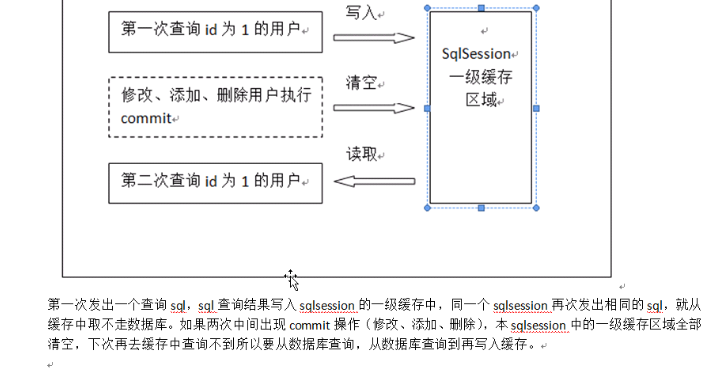 写入
第一次查询 id 为 1 的用户
SqlSession
一级缓存
区域
清空
修改、添加、删除用户执行
commit
读取
第二次查询 id 为 1 的用户
第一次发出一个查询 sql，sql 查询结果写入 sqlsession 的一级缓存中，同一个 sqlsession 再次发出相同的 sql，就从
缓存中取不走数据库。如果两次中间出现 commit 操作（修改、添加、删除），本 sqlsession 中的一级缓存区域全部
清空，下次再去缓存中查询不到所以要从数据库查询，从数据库查询到再写入缓存。